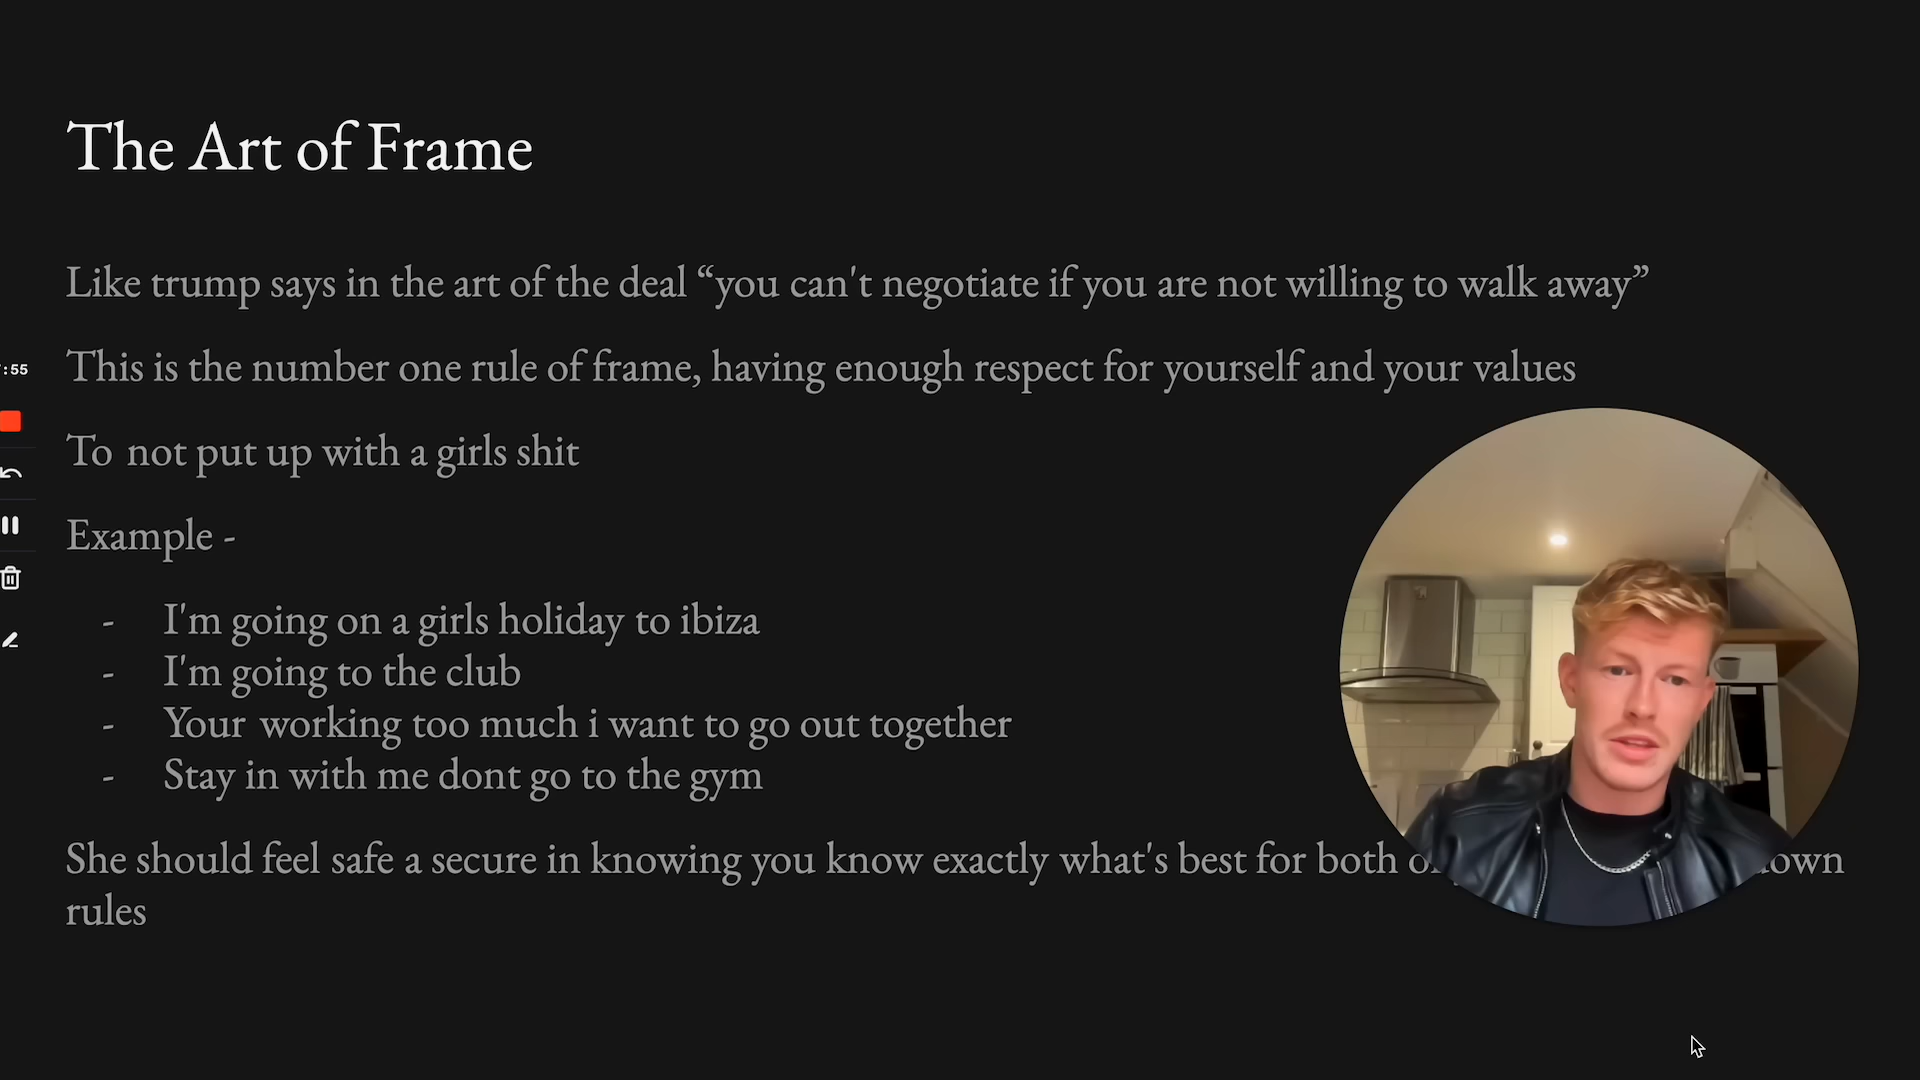 The Art of Frame
Like trump says in the art of the deal “you can't negotiate if you are not willing to walk away”
This is the number one rule of frame, having enough respect for yourself and your values
:55
To not put up with a girls shit
Example -
- I'm going on a girls holiday to ibiza
- I'm going to the club
- Your working too much i want to go out together
- Stay in with me dont go to the gym
She should feel safe a secure in knowing you know exactly what's best for both
rules